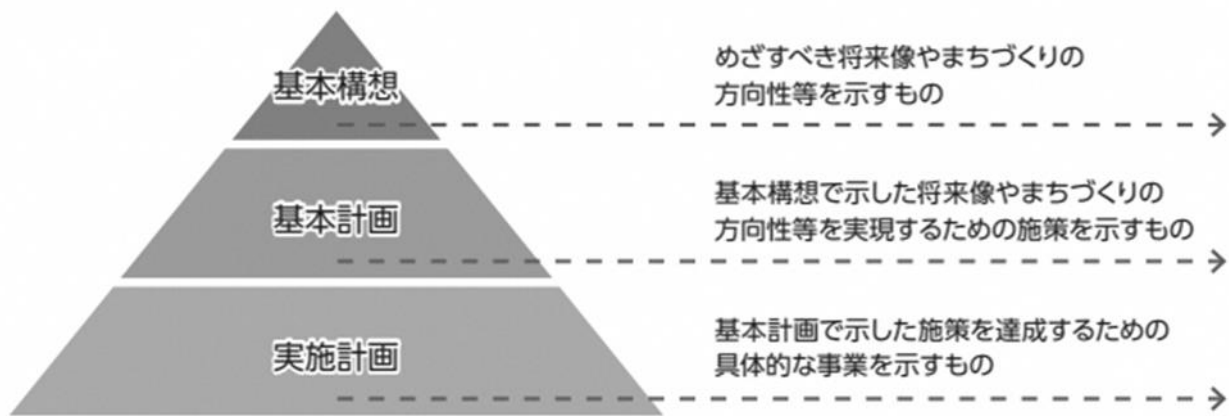 基本構想
めざすべき将来像やまちづくりの
方向性等を示すもの
基本計画
基本構想で示した将来像やまちづくりの
方向性等を実現するための施策を示すもの
実施計画
基本計画で示した施策を達成するための
具体的な事業を示すもの